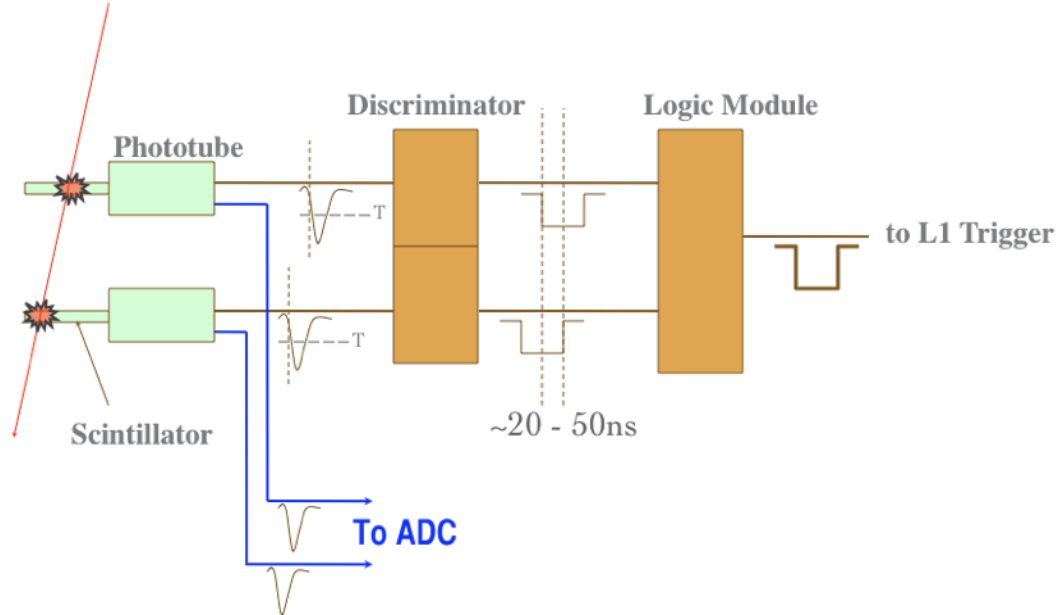 Discriminator
Logic Module
Phototube
T
to L1 Trigger
T
Scintillator
~20 - 50ns
To ADC